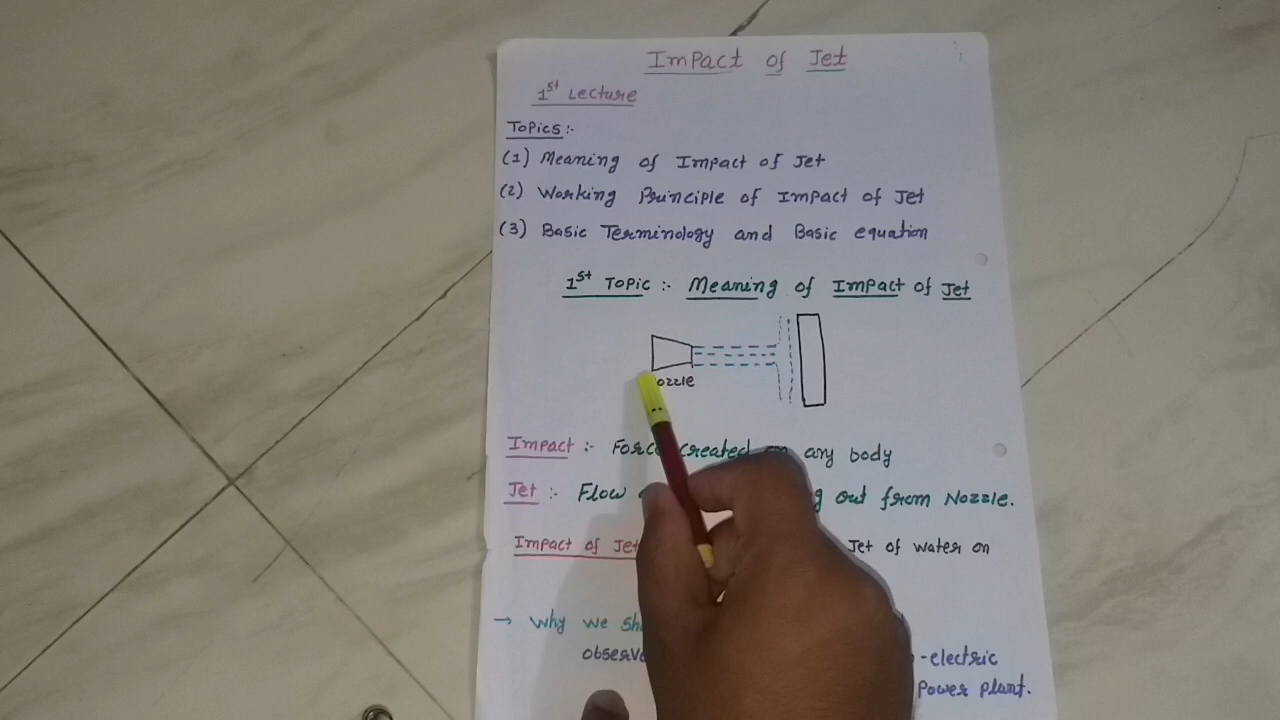 Impact of Jet
1st Lecture
Topics:-
(1) Meaning of Impact of Jet
(2) Working Principle of Impact of Jet
(3) Basic Terminology and Basic equation
1st Topic :- Meaning of Impact of Jet
ozzle
Impact :- Force created any body
Jet :- Flow out from Nozzle.
Impact of Jet Jet of water on
→ Why we
-electric
Power plant.